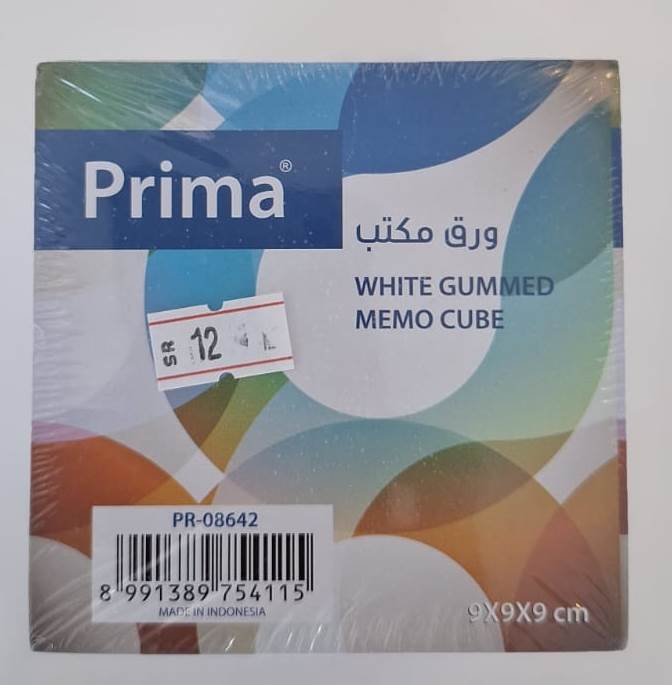 Prima®
ورق مكتب
WHITE GUMMED
MEMO CUBE
SR 12
PR-08642
8 991389 754115
MADE IN INDONESIA
9X9X9 cm